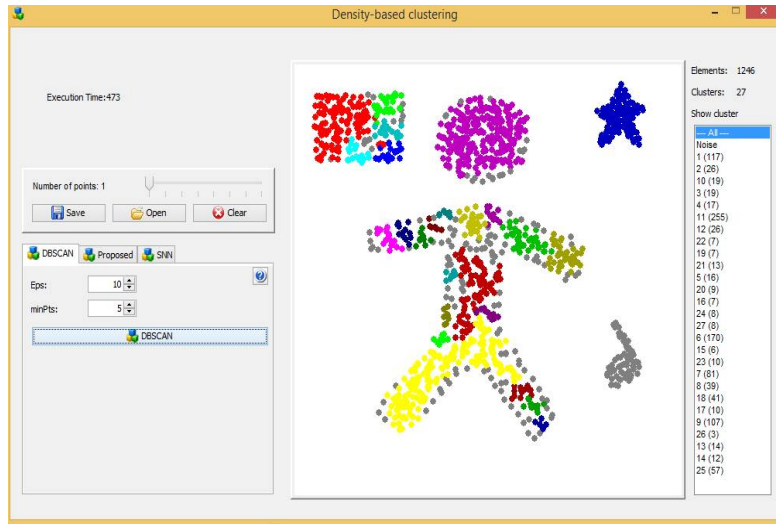 Density-based clustering
Execution Time:473
Number of points: 1
Save Open Clear
DBSCAN Proposed SNN
Eps: 10
minPts: 5
DBSCAN
Elements: 1246
Clusters: 27
Show cluster
--- All ---
Noise
1 (117)
2 (26)
10 (19)
3 (19)
4 (17)
11 (255)
12 (26)
22 (7)
19 (7)
21 (13)
5 (16)
20 (9)
16 (7)
24 (8)
27 (8)
6 (170)
15 (6)
23 (10)
7 (81)
8 (39)
18 (41)
17 (10)
9 (107)
26 (3)
13 (14)
14 (12)
25 (57)